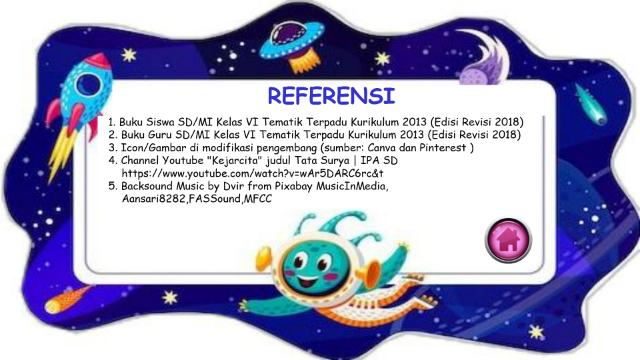 REFERENSI
1. Buku Siswa SD/MI Kelas VI Tematik Terpadu Kurikulum 2013 (Edisi Revisi 2018)
2. Buku Guru SD/MI Kelas VI Tematik Terpadu Kurikulum 2013 (Edisi Revisi 2018)
3. Icon/Gambar di modifikasi pengembang (sumber: Canva dan Pinterest )
4. Channel Youtube "Kejarcita" judul Tata Surya | IPA SD
https://www.youtube.com/watch?v=wAr5DARC6rc&t
5. Backsound Music by Dvir from Pixabay MusicInMedia,
Aansari8282,FASSound,MFCC